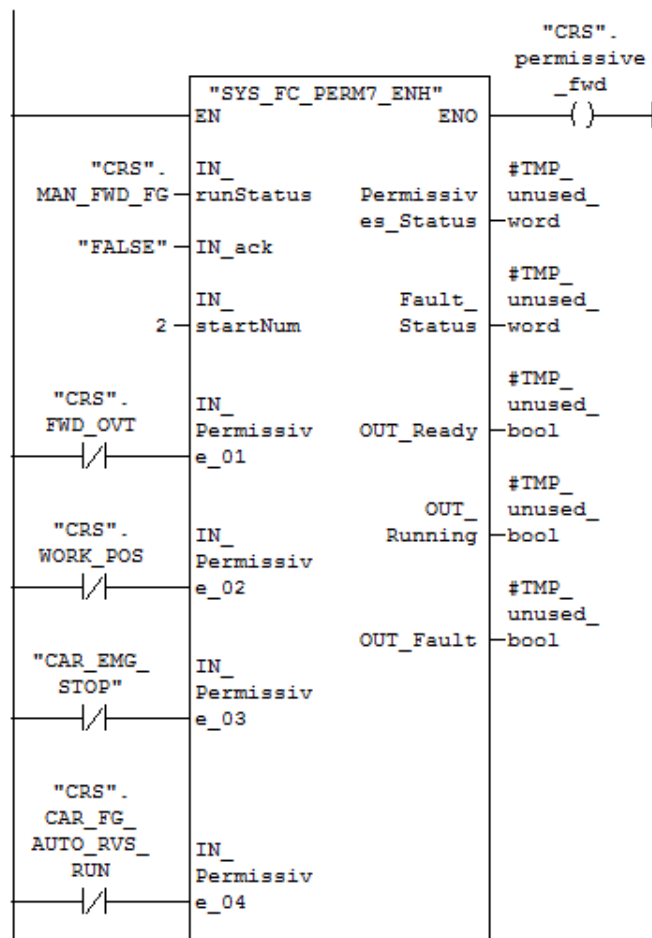 "CRS".
permissive
_fwd
"SYS_FC_PERM7_ENH"
EN ENO
"CRS".
MAN_FWD_FG
IN_
runStatus
Permissiv
es_Status
#TMP_
unused_
word
"FALSE"
IN_ack
2
IN_
startNum
Fault_
Status
#TMP_
unused_
word
"CRS".
FWD_OVT
IN_
Permissiv
e_01
OUT_Ready
#TMP_
unused_
bool
"CRS".
WORK_POS
IN_
Permissiv
e_02
OUT_
Running
#TMP_
unused_
bool
OUT_Fault
#TMP_
unused_
bool
"CAR_EMG_
STOP"
IN_
Permissiv
e_03
"CRS".
CAR_FG_
AUTO_RVS_
RUN
IN_
Permissiv
e_04